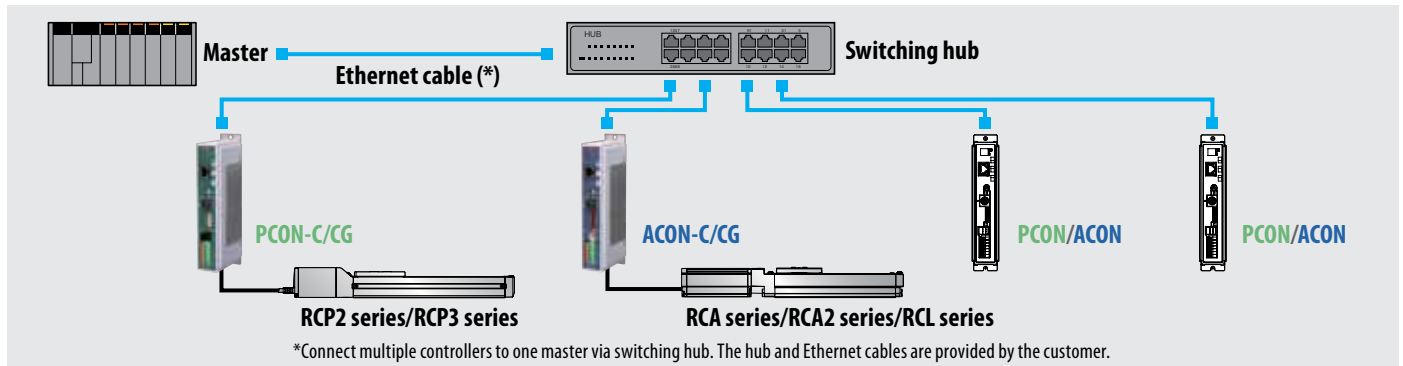 HUB
Master
Switching hub
Ethernet cable (*)
PCON-C/CG
ACON-C/CG
PCON/ACON
PCON/ACON
RCP2 series/RCP3 series
RCA series/RCA2 series/RCL series
*Connect multiple controllers to one master via switching hub. The hub and Ethernet cables are provided by the customer.